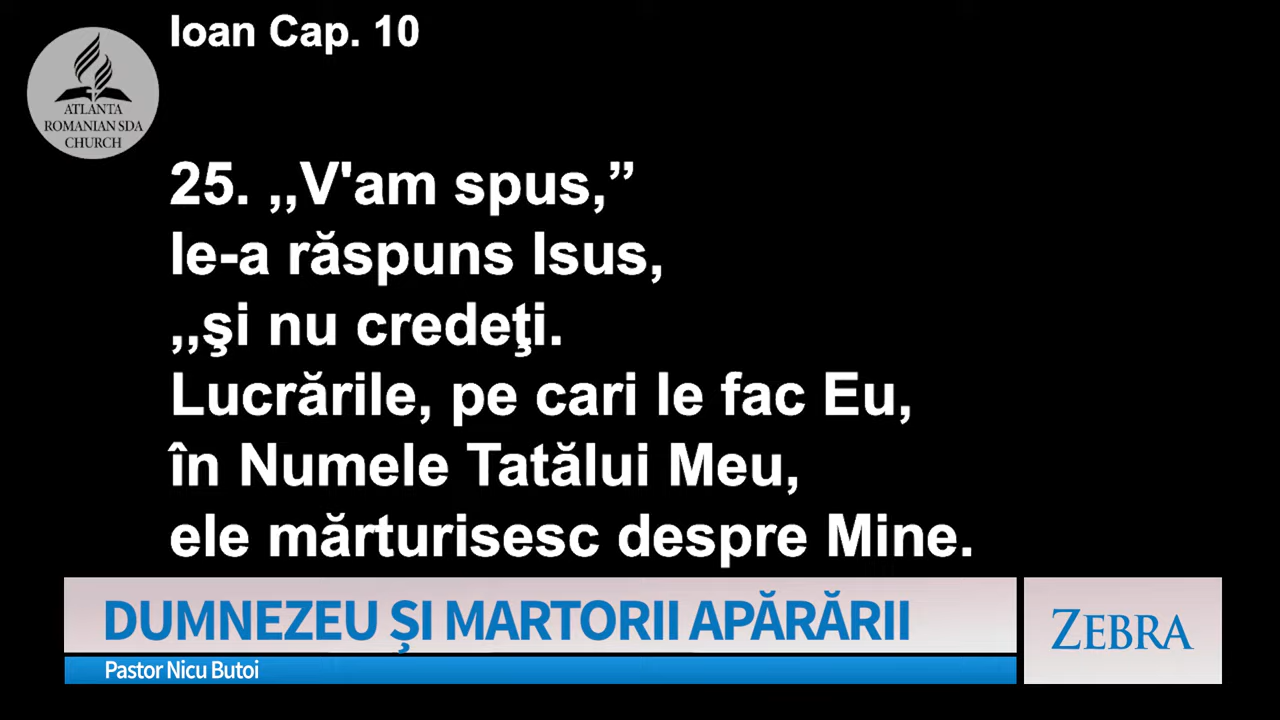 Ioan Cap. 10
ATLANTA
ROMANIAN SDA
CHURCH
25. ,,V'am spus,”
le-a răspuns Isus,
,,şi nu credeţi.
Lucrările, pe cari le fac Eu,
în Numele Tatălui Meu,
ele mărturisesc despre Mine.
DUMNEZEU ȘI MARTORII APĂRĂRII
ZEBRA
Pastor Nicu Butoi